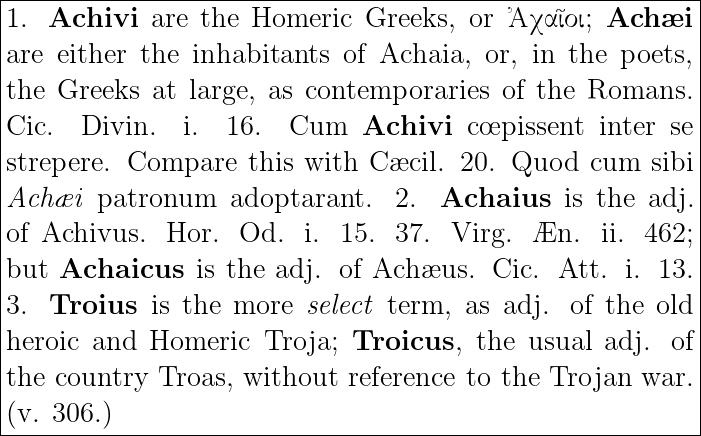 1. Achivi are the Homeric Greeks, or Ἀχαῖοι; Achæi
are either the inhabitants of Achaia, or, in the poets,
the Greeks at large, as contemporaries of the Romans.
Cic. Divin. i. 16. Cum Achivi cœpissent inter se
strepere. Compare this with Cæcil. 20. Quod cum sibi
Achæi patronum adoptarant. 2. Achaius is the adj.
of Achivus. Hor. Od. i. 15. 37. Virg. Æn. ii. 462;
but Achaicus is the adj. of Achæus. Cic. Att. i. 13.
3. Troius is the more select term, as adj. of the old
heroic and Homeric Troja; Troicus, the usual adj. of
the country Troas, without reference to the Trojan war.
(v. 306.)